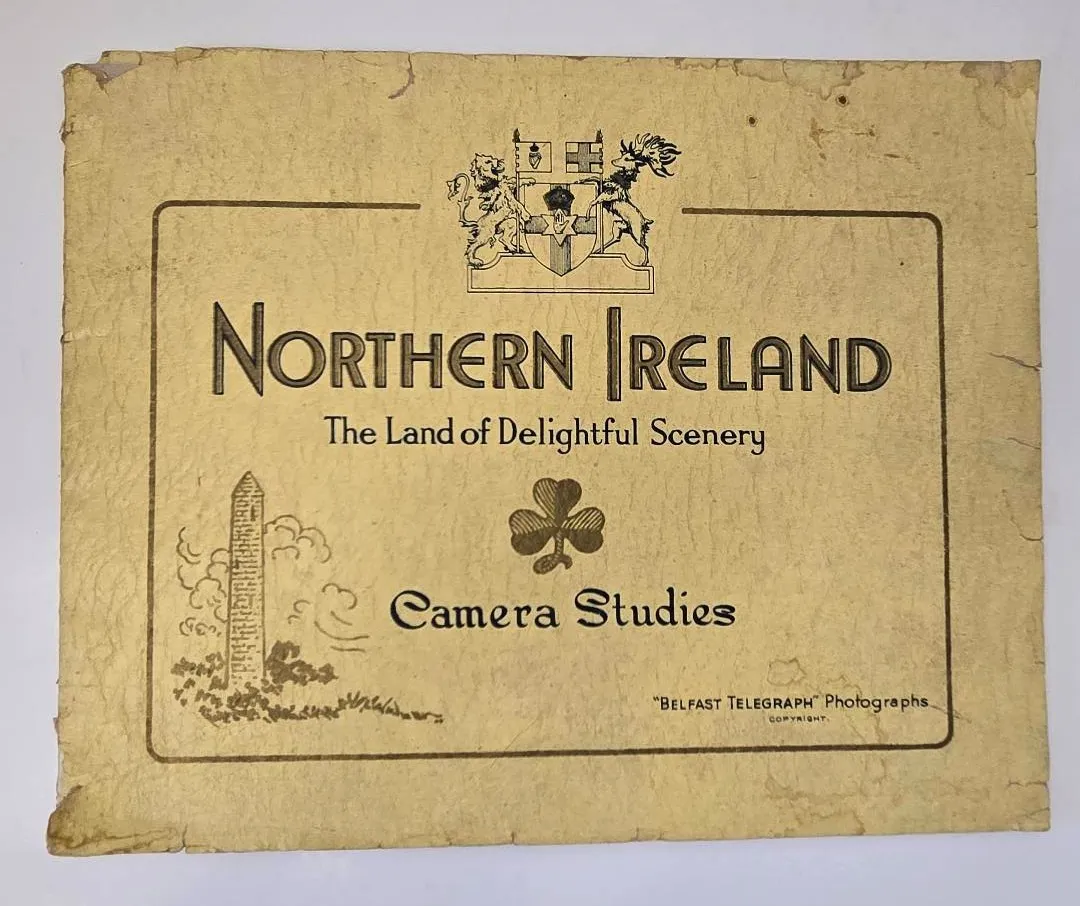 NORTHERN IRELAND
The Land of Delightful Scenery
Camera Studies
"BELFAST TELEGRAPH" Photographs
COPYRIGHT.